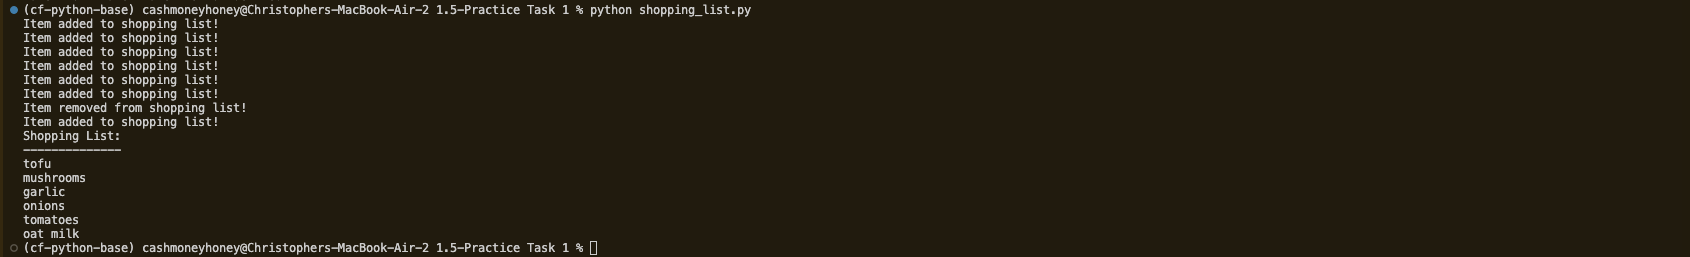 (cf-python-base) cashmoneyhoney@Christophers-MacBook-Air-2 1.5-Practice Task 1 % python shopping_list.py
Item added to shopping list!
Item added to shopping list!
Item added to shopping list!
Item added to shopping list!
Item added to shopping list!
Item added to shopping list!
Item removed from shopping list!
Item added to shopping list!
Shopping List:
--------------
tofu
mushrooms
garlic
onions
tomatoes
oat milk
(cf-python-base) cashmoneyhoney@Christophers-MacBook-Air-2 1.5-Practice Task 1 %